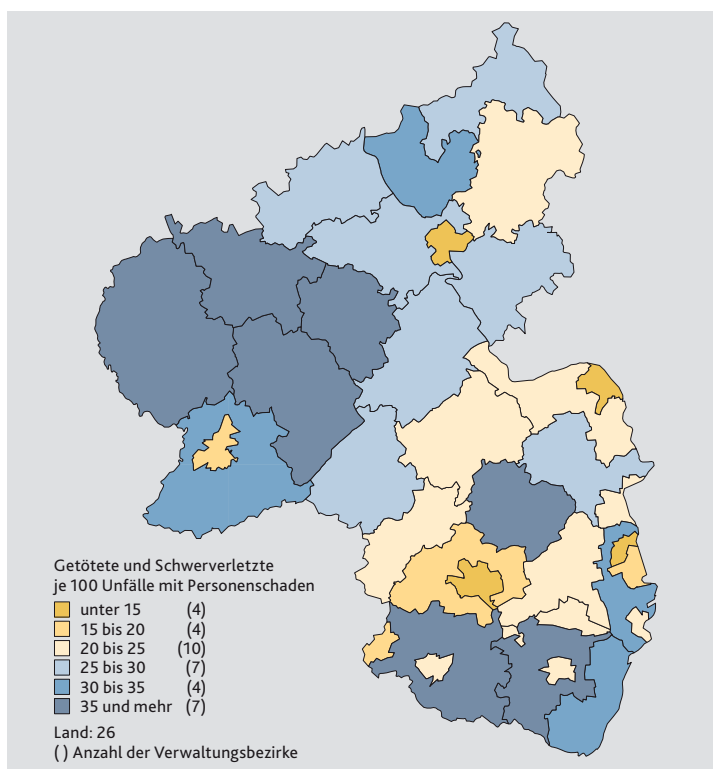 Getötete und Schwerverletzte
je 100 Unfälle mit Personenschaden
unter 15 (4)
15 bis 20 (4)
20 bis 25 (10)
25 bis 30 (7)
30 bis 35 (4)
35 und mehr (7)
Land: 26
( ) Anzahl der Verwaltungsbezirke